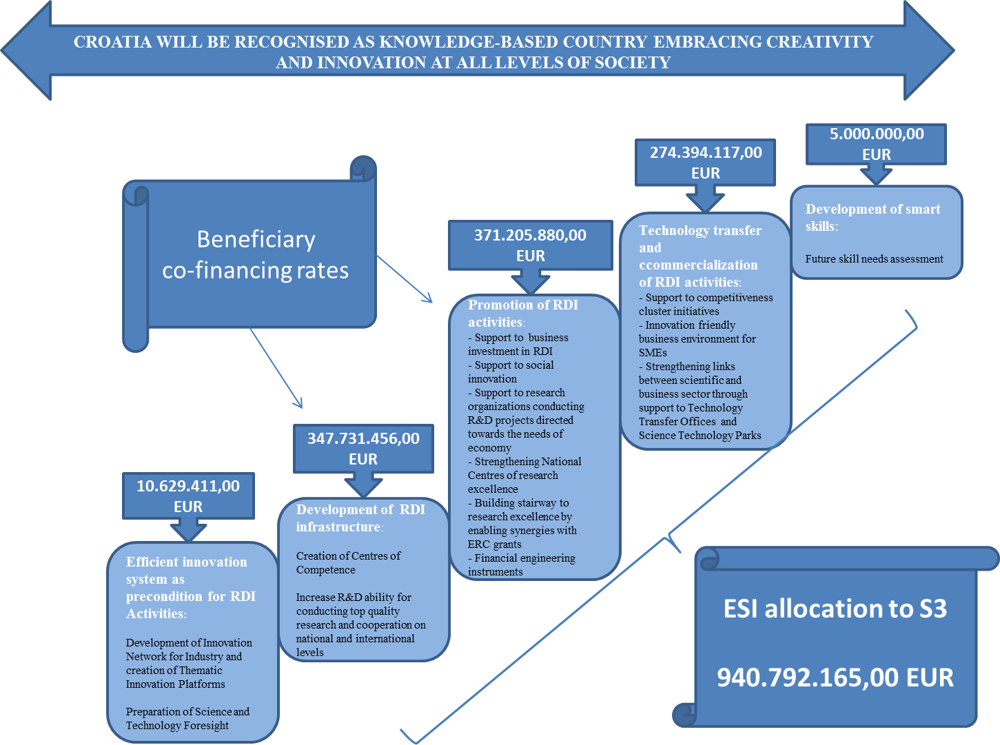 CROATIA WILL BE RECOGNISED AS KNOWLEDGE-BASED COUNTRY EMBRACING CREATIVITY
AND INNOVATION AT ALL LEVELS OF SOCIETY
Beneficiary
co-financing rates
10.629.411,00
EUR
Efficient innovation
system as
precondition for RDI
Activities:
Development of Innovation
Network for Industry and
creation of Thematic
Innovation Platforms
Preparation of Science and
Technology Foresight
347.731.456,00
EUR
Development of RDI
infrastructure:
Creation of Centres of
Competence
Increase R&D ability for
conducting top quality
research and cooperation on
national and international
levels
371.205.880,00
EUR
Promotion of RDI
activities:
- Support to business
investment in RDI
- Support to social
innovation
- Support to research
organizations conducting
R&D projects directed
towards the needs of
economy
- Strengthening National
Centres of research
excellence
- Building stairway to
research excellence by
enabling synergies with
ERC grants
- Financial engineering
instruments
274.394.117,00
EUR
Technology transfer
and
ccommercialization
of RDI activities:
- Support to competitiveness
cluster initiatives
- Innovation friendly
business environment for
SMEs
- Strengthening links
between scientific and
business sector through
support to Technology
Transfer Offices and
Science Technology Parks
5.000.000,00
EUR
Development of smart
skills:
Future skill needs assessment
ESI allocation to S3
940.792.165,00 EUR